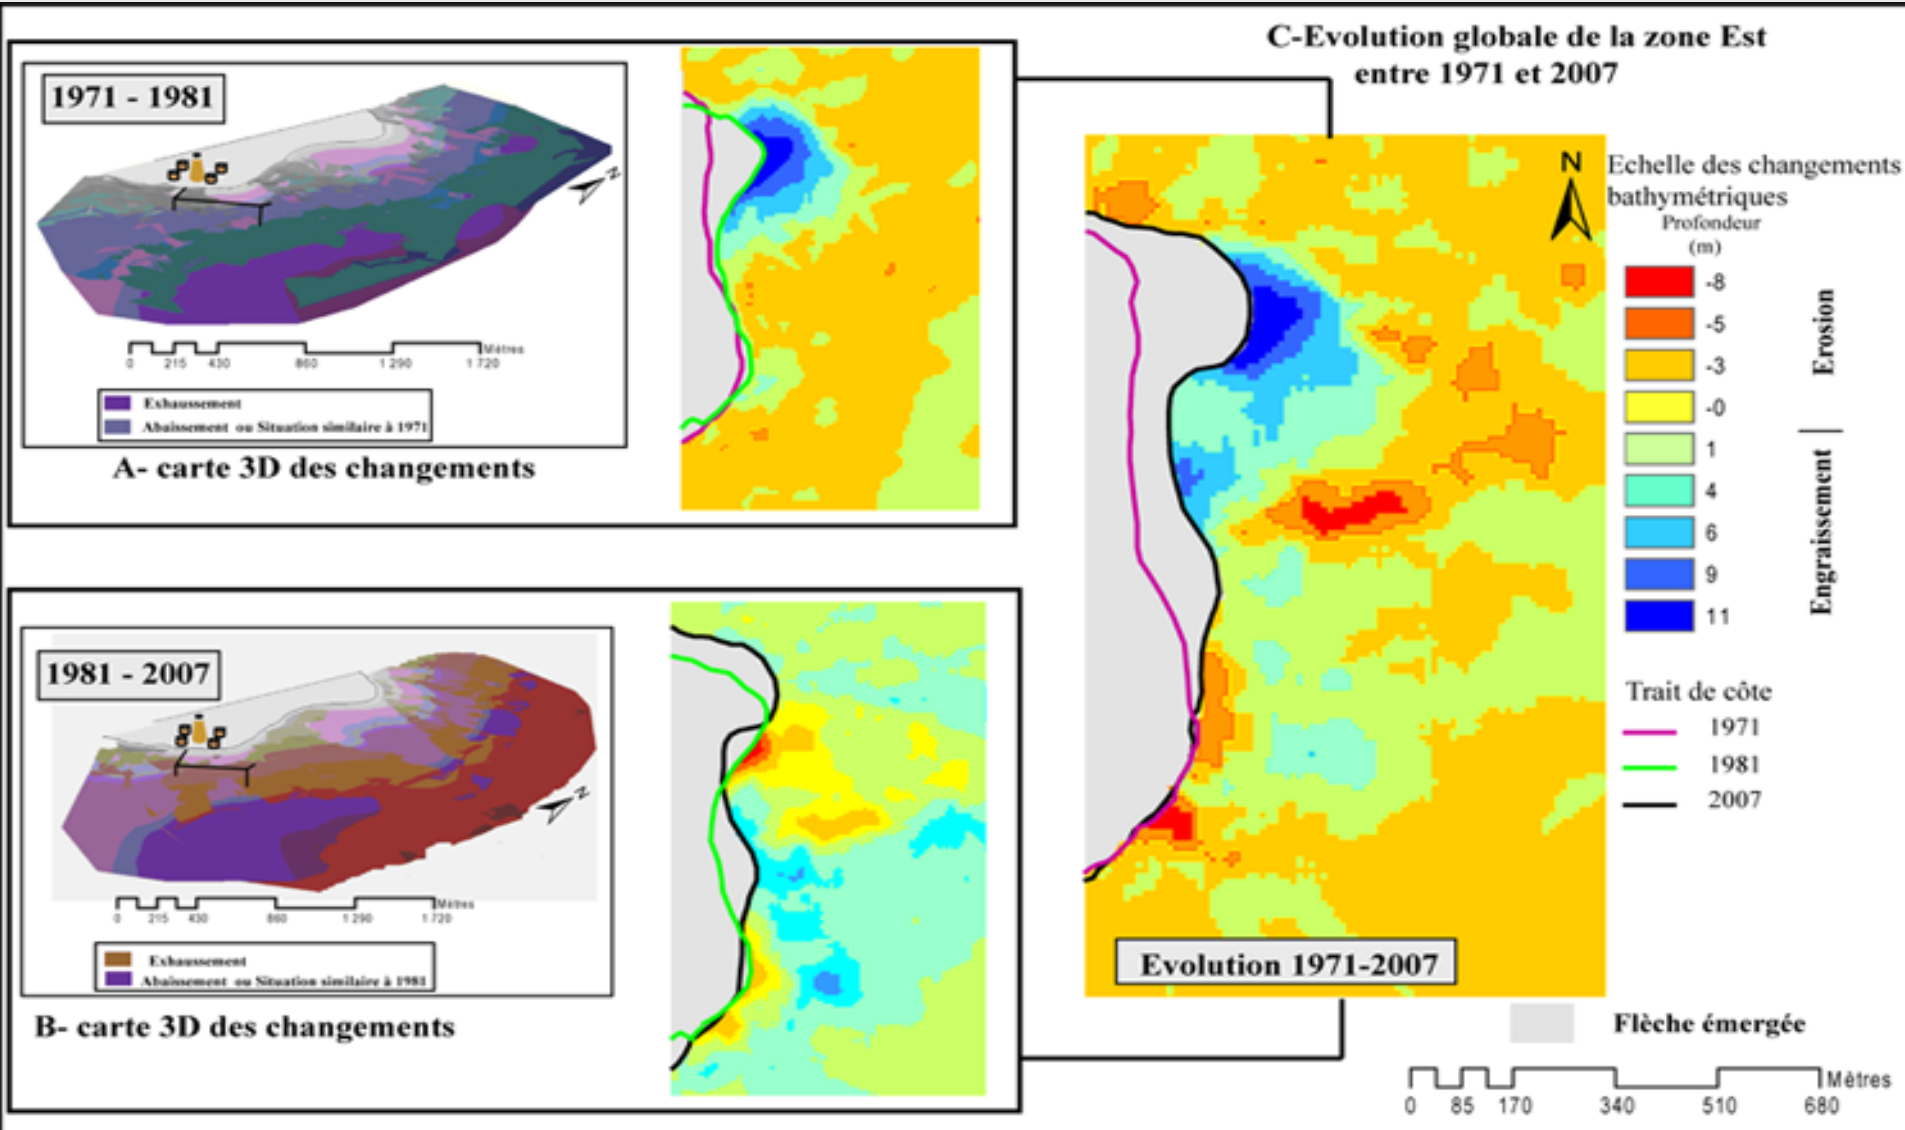 C-Evolution globale de la zone Est
entre 1971 et 2007
1971 - 1981
N
Mètres
0 215 430 860 1 290 1 720
Exhaussement
Abaissement ou Situation similaire à 1971
A- carte 3D des changements
1981 - 2007
N
Mètres
0 215 430 860 1 290 1 720
Exhaussement
Abaissement ou Situation similaire à 1981
B- carte 3D des changements
N
Evolution 1971-2007
Echelle des changements
bathymétriques
Profondeur
(m)
-8
-5
-3
-0
1
4
6
9
11
Erosion
Engraissement
Trait de côte
1971
1981
2007
Flèche émergée
Mètres
0 85 170 340 510 680